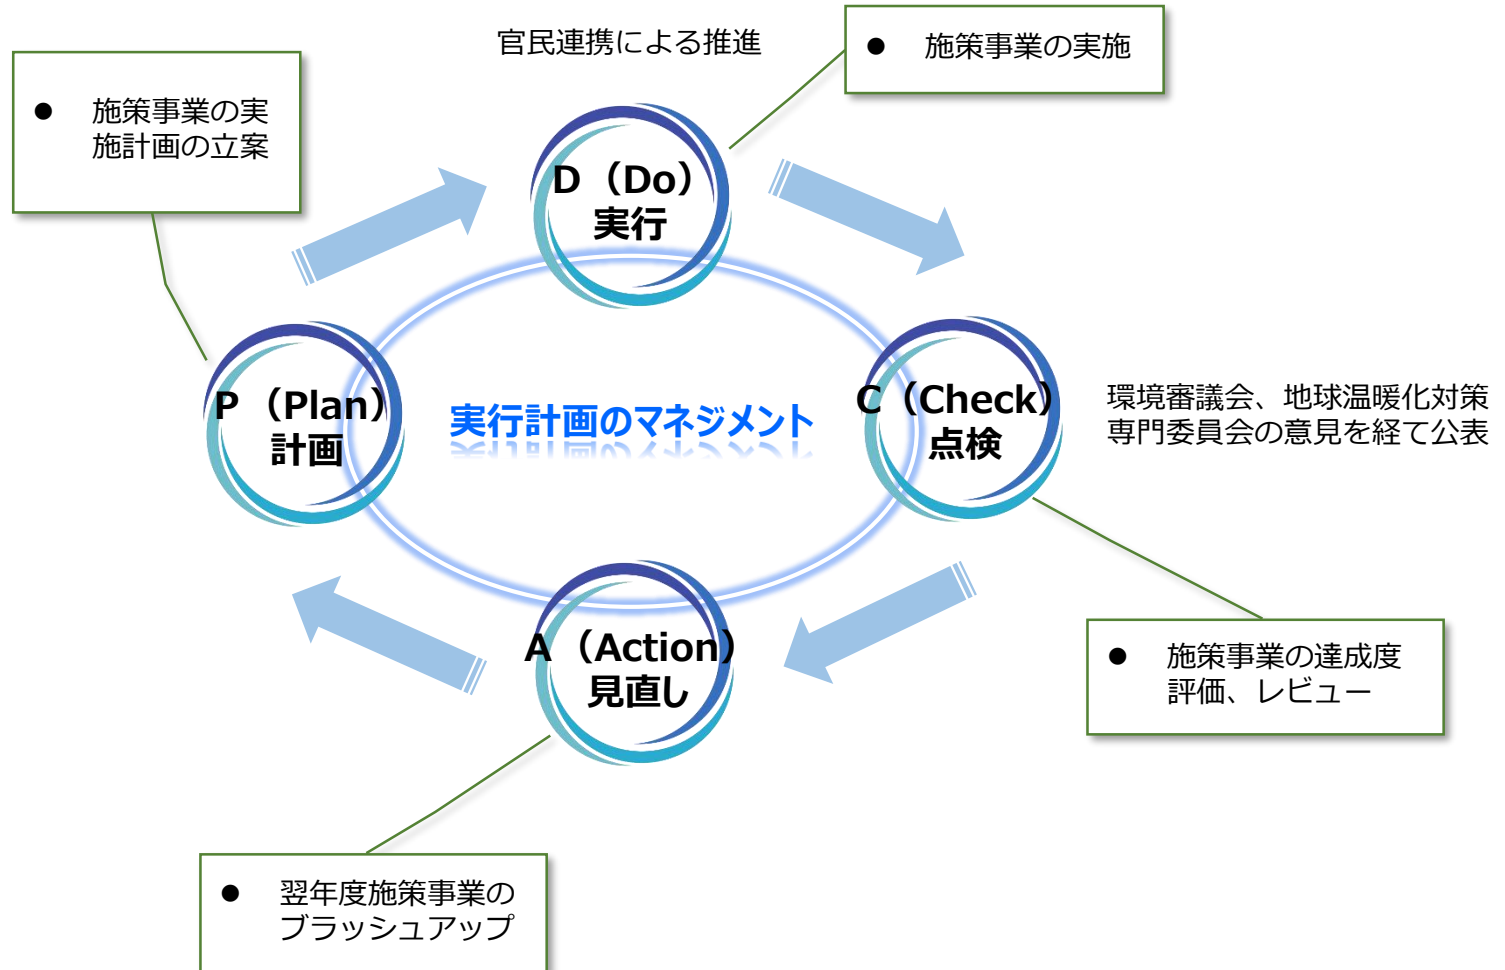 官民連携による推進
● 施策事業の実施
● 施策事業の実
施計画の立案
D（Do）
実行
P（Plan）
計画
実行計画のマネジメント
C（Check）
点検
環境審議会、地球温暖化対策
専門委員会の意見を経て公表
A（Action）
見直し
● 施策事業の達成度
評価、レビュー
● 翌年度施策事業の
ブラッシュアップ